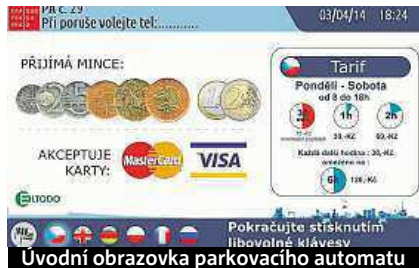 PA Č. 29
Při poruše volejte tel:............
03/04/14 18:24
PŘIJÍMÁ MINCE:
AKCEPTUJE
KARTY:
MasterCard
VISA
ELTODO
Tarif
Pondělí - Sobota
od 8 do 18h
1h
2h
30,-Kč
60,-Kč
Každá další hodina : 30,-Kč
omezeno na :
6h
120,-Kč
Pokračujte stisknutím
libovolné klávesy
Úvodní obrazovka parkovacího automatu